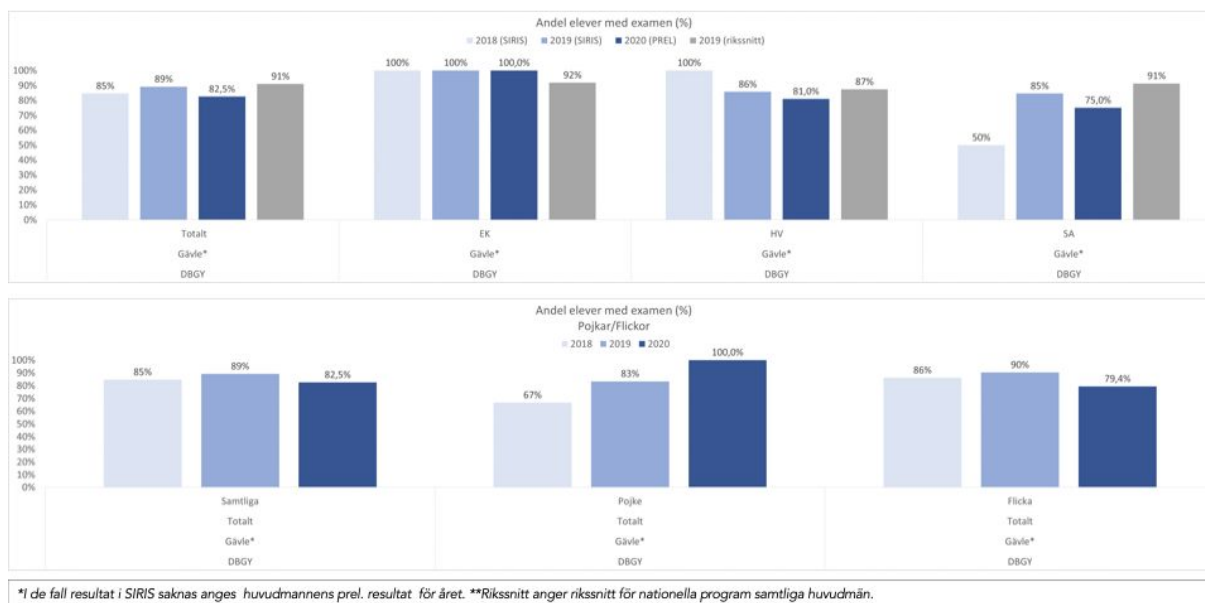 Andel elever med examen (%)
2018 (SIRIS) 2019 (SIRIS) 2020 (PREL) 2019 (rikssnitt)
100%
90%
80%
70%
60%
50%
40%
30%
20%
10%
0%
85% 89% 82,5% 91%
100% 100% 100,0% 92%
100% 86% 81,0% 87%
50% 85% 75,0% 91%
Totalt EK HV SA
Gävle* Gävle* Gävle* Gävle*
DBGY DBGY DBGY DBGY
Andel elever med examen (%)
Pojkar/Flickor
2018 2019 2020
100%
90%
80%
70%
60%
50%
40%
30%
20%
10%
0%
85% 89% 82,5%
67% 83% 100,0%
86% 90% 79,4%
Samtliga Pojke Flicka
Totalt Totalt Totalt
Gävle* Gävle* Gävle*
DBGY DBGY DBGY
*I de fall resultat i SIRIS saknas anges huvudmannens prel. resultat för året. **Rikssnitt anger rikssnitt för nationella program samtliga huvudmän.